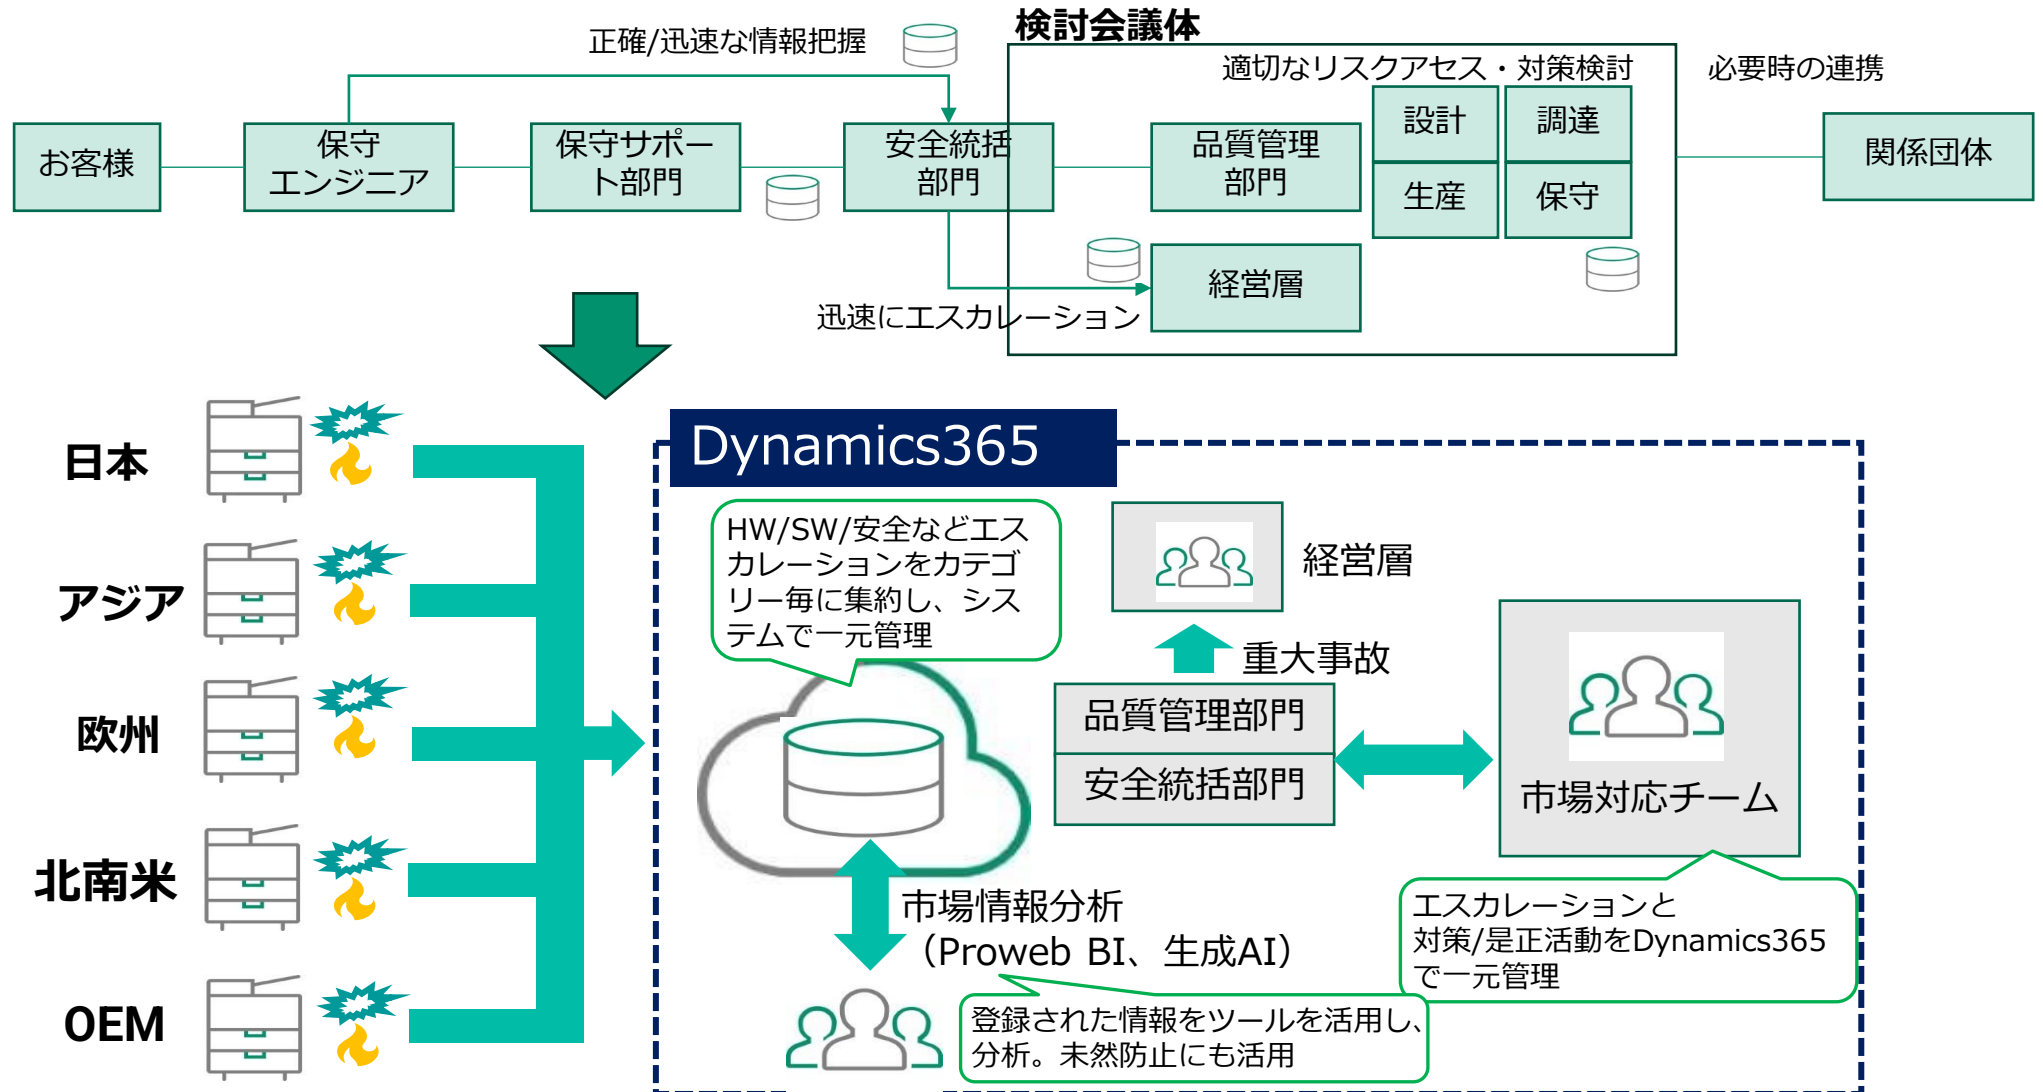 検討会議体
正確/迅速な情報把握
適切なリスクアセス・対策検討
必要時の連携
お客様
保守
エンジニア
保守サポー
ト部門
安全統括
部門
品質管理
部門
設計
調達
生産
保守
関係団体
経営層
迅速にエスカレーション
日本
アジア
欧州
北南米
OEM
Dynamics365
HW/SW/安全などエス
カレーションをカテゴ
リー毎に集約し、シス
テムで一元管理
経営層
重大事故
品質管理部門
安全統括部門
市場対応チーム
市場情報分析
（Proweb BI、生成AI）
エスカレーションと
対策/是正活動をDynamics365
で一元管理
登録された情報をツールを活用し、
分析。未然防止にも活用